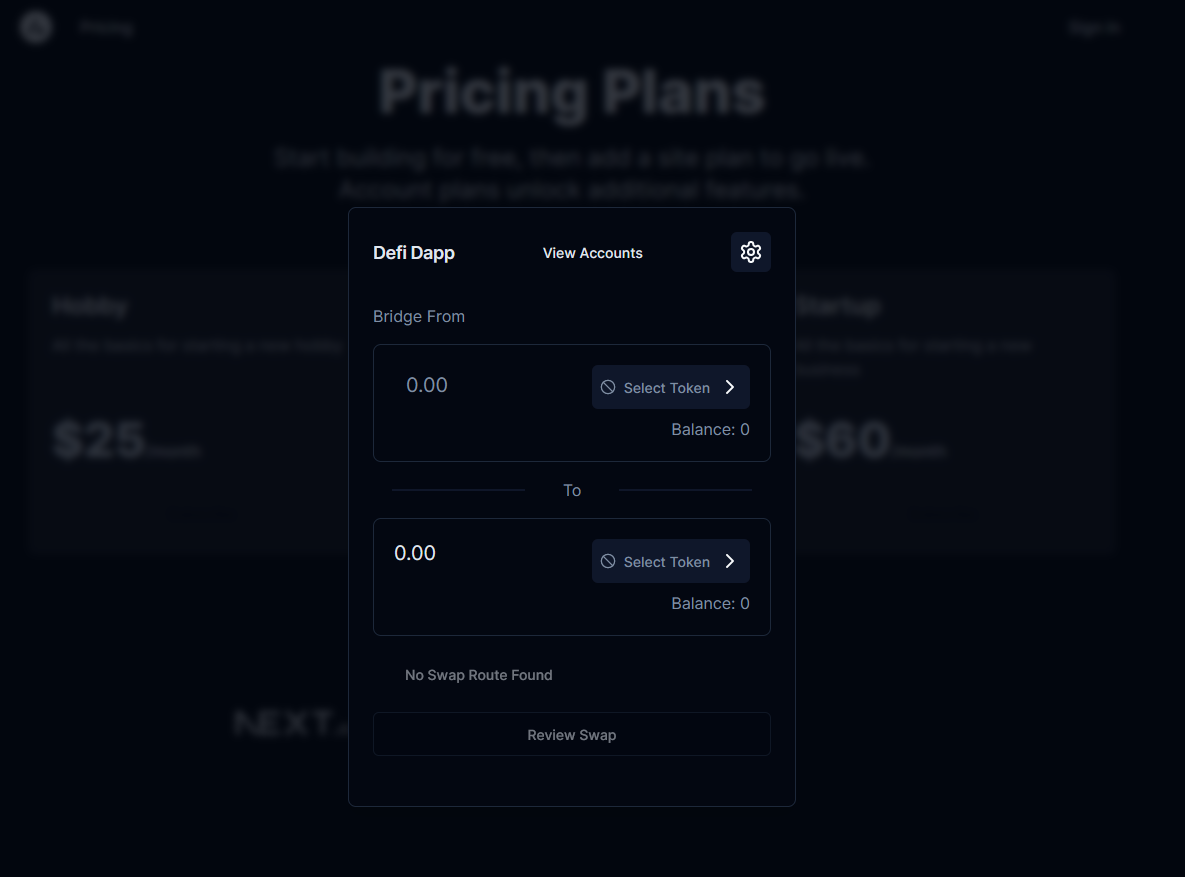 Pricing
Sign In
Pricing Plans
Start building for free, then add a site plan to go live.
Account plans unlock additional features.
Defi Dapp
View Accounts
Bridge From
0.00
Select Token
Balance: 0
To
0.00
Select Token
Balance: 0
No Swap Route Found
Review Swap
Hobby
All the basics for starting a new hobby
$25/month
Startup
All the basics for starting a new
business
$60/month
NEXT